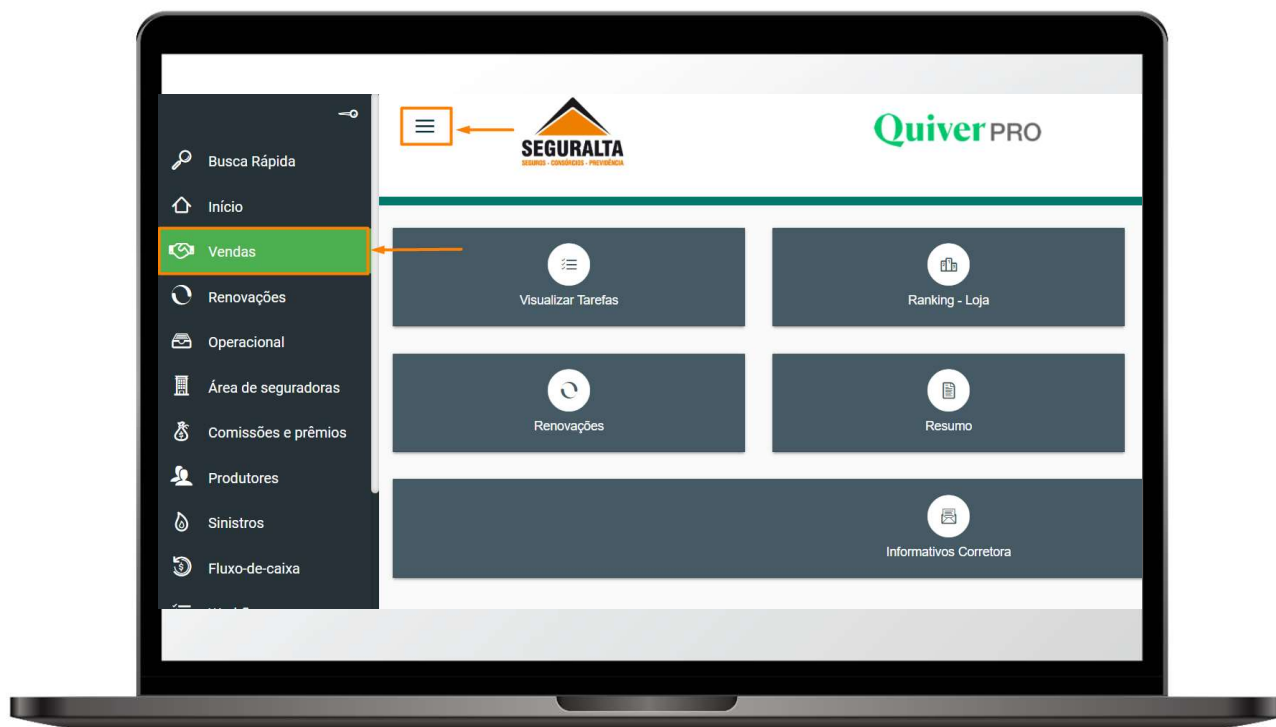 Busca Rápida
Início
Vendas
Renovações
Operacional
Área de seguradoras
Comissões e prêmios
Produtores
Sinistros
Fluxo-de-caixa
SEGURALTA
SEGUROS - CONSÓRCIOS - PREVIDÊNCIA
Quiver PRO
Visualizar Tarefas
Ranking - Loja
Renovações
Resumo
Informativos Corretora